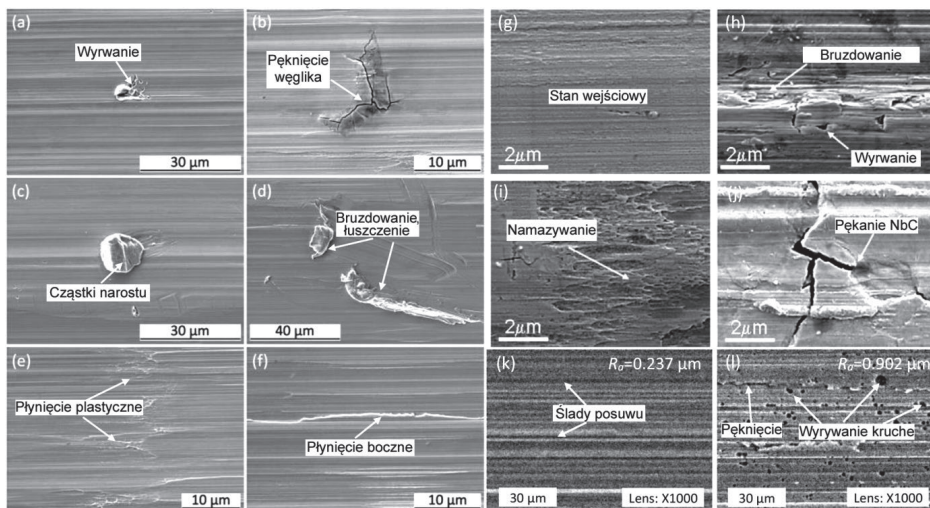 (a)
Wyrwanie
30 µm
(b)
Pęknięcie
węglika
10 µm
(c)
Cząstki narostu
30 µm
(d)
Bruzdowanie,
łuszczenie
40 µm
(e)
Płynięcie plastyczne
10 µm
(f)
Płynięcie boczne
10 µm
(g)
Stan wejściowy
2µm
(h)
Bruzdowanie
Wyrwanie
2µm
(i)
Namazywanie
2µm
(j)
Pękanie NbC
2µm
(k)
Ra=0.237 µm
Ślady posuwu
30 µm
Lens: X1000
(l)
Ra=0.902 µm
Pęknięcie
Wyrywanie kruche
30 µm
Lens: X1000